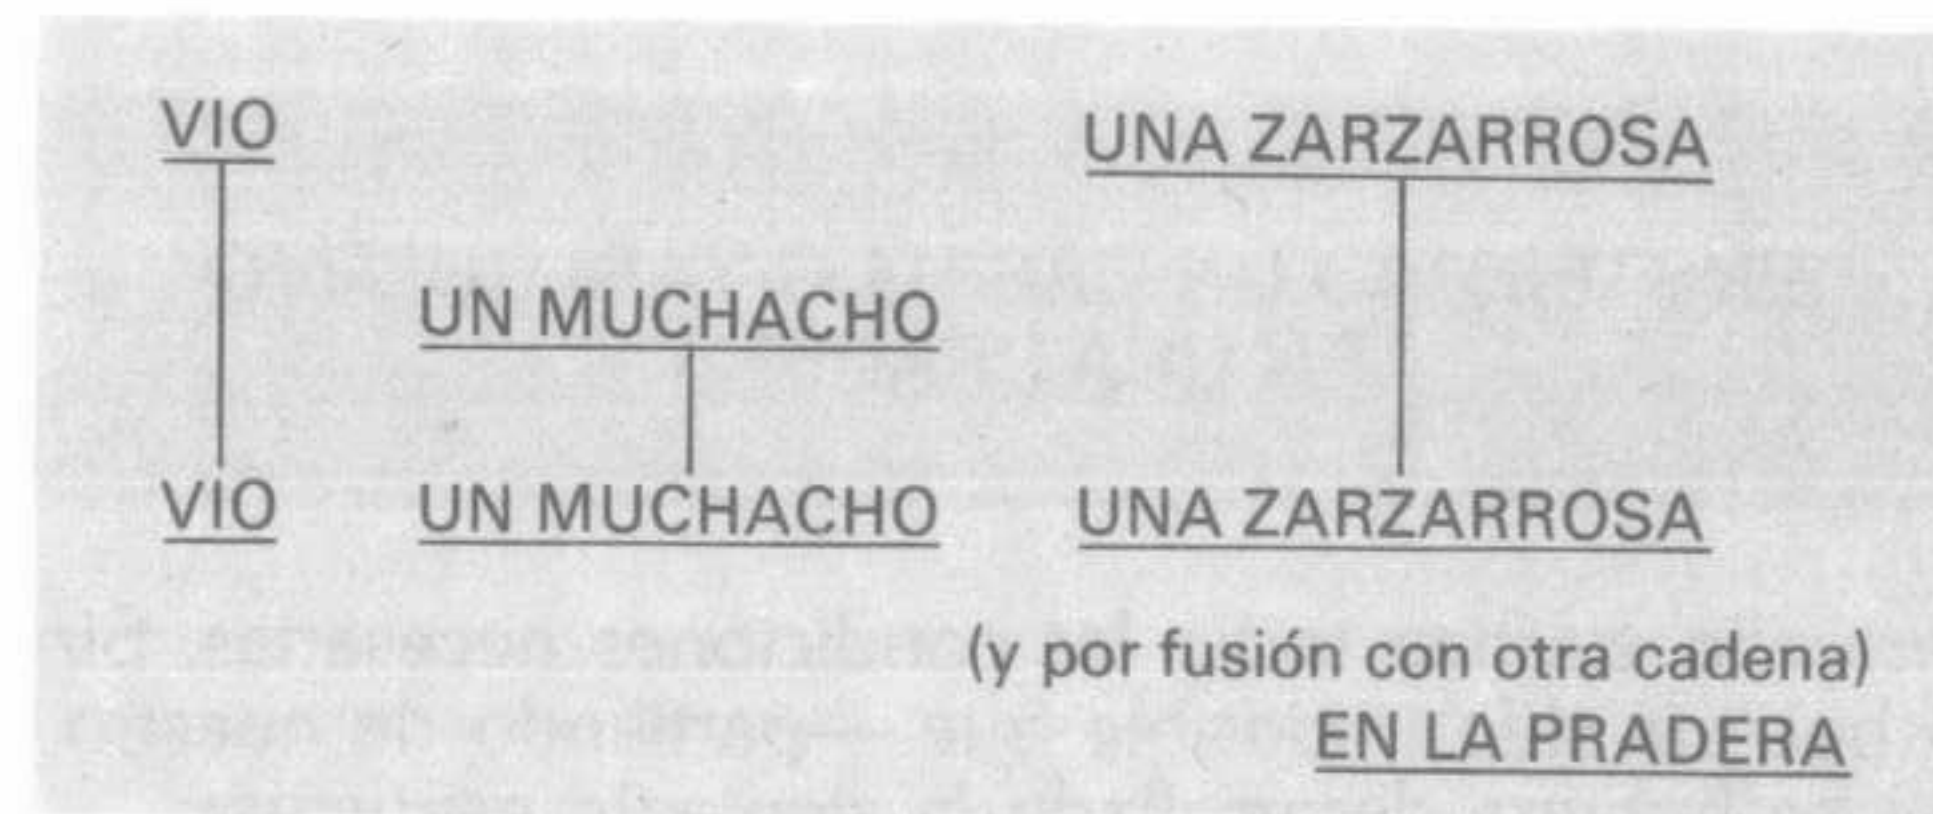 VIO UNA ZARZARROSA
UN MUCHACHO
VIO UN MUCHACHO UNA ZARZARROSA
(y por fusión con otra cadena)
EN LA PRADERA